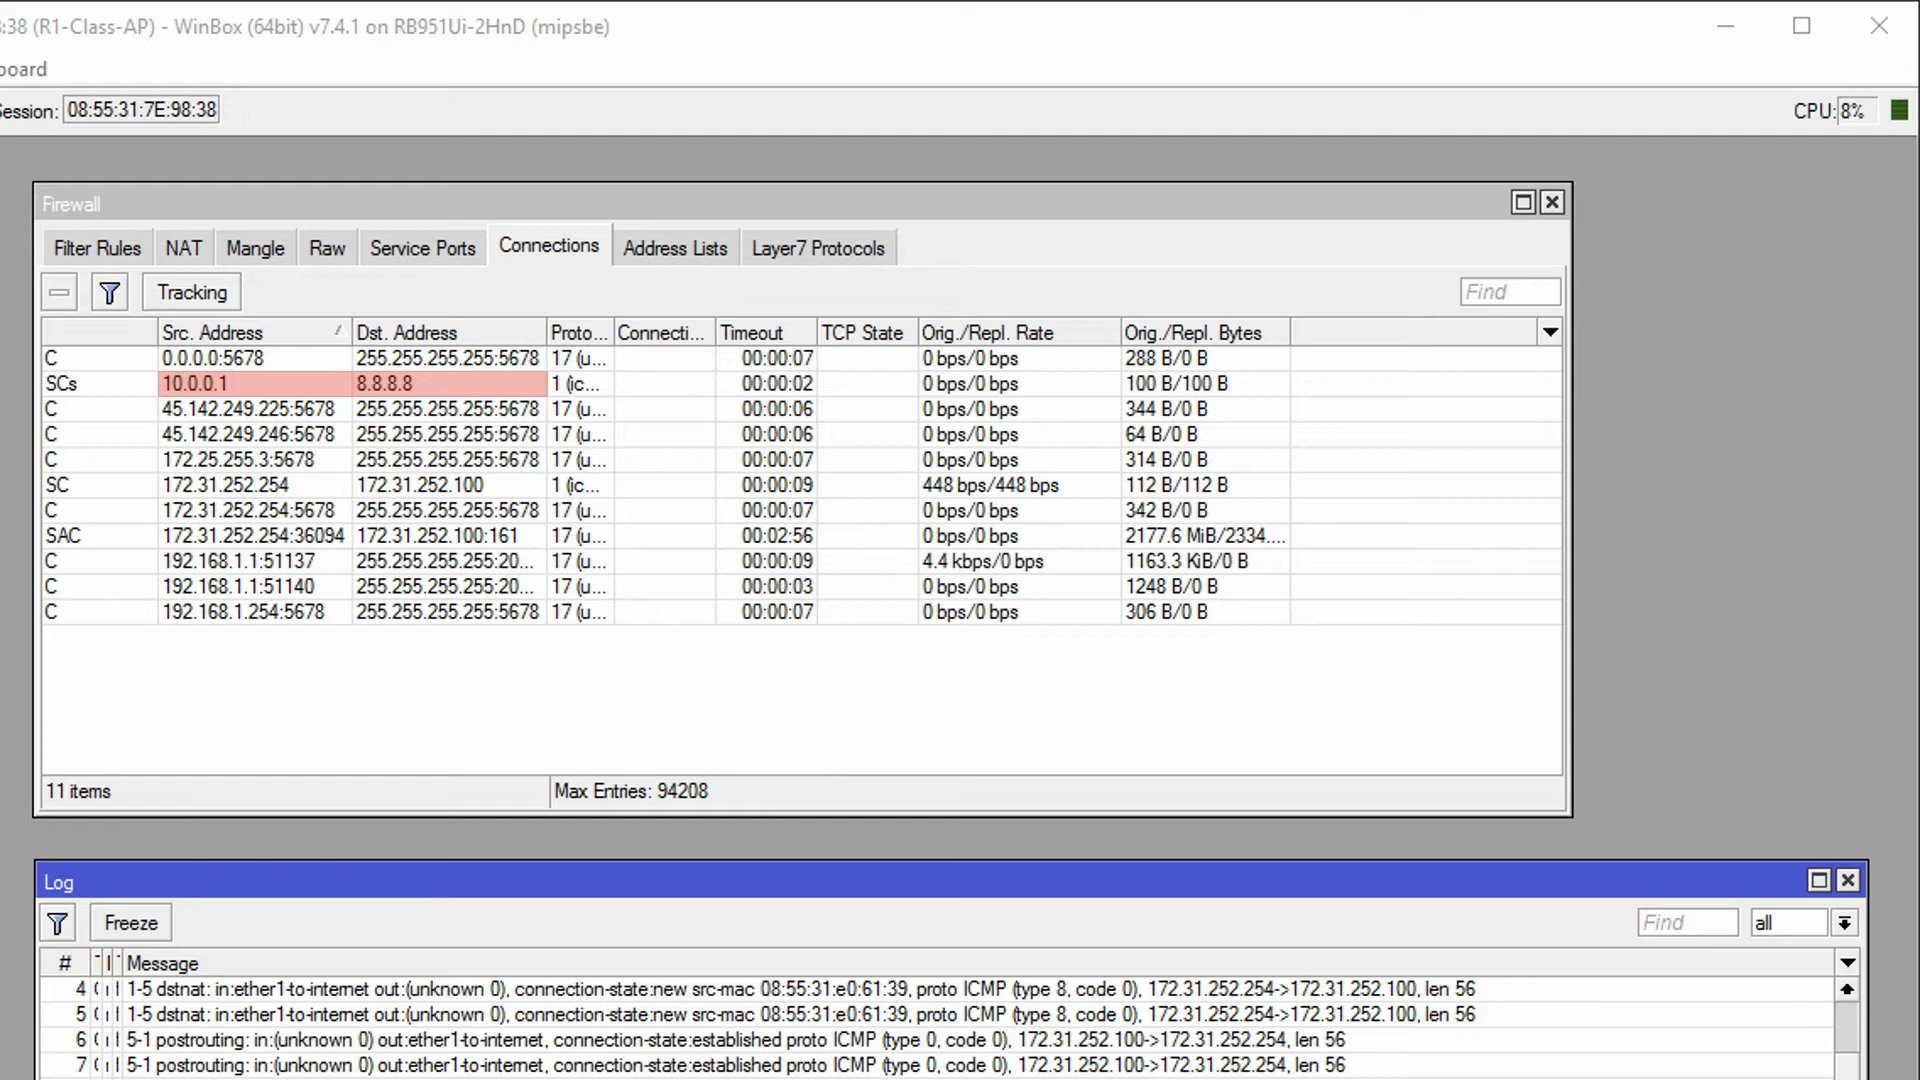 :38 (R1-Class-AP) - WinBox (64bit) v7.4.1 on RB951Ui-2HnD (mipsbe)
board
Session: 08:55:31:7E:98:38 CPU: 8%
Firewall
Filter Rules NAT Mangle Raw Service Ports Connections Address Lists Layer7 Protocols
Tracking Find
Src. Address Dst. Address Proto... Connecti... Timeout TCP State Orig./Repl. Rate Orig./Repl. Bytes
C 0.0.0.0:5678 255.255.255.255:5678 17 (u... 00:00:07 0 bps/0 bps 288 B/0 B
SCs 10.0.0.1 8.8.8.8 1 (ic... 00:00:02 0 bps/0 bps 100 B/100 B
C 45.142.249.225:5678 255.255.255.255:5678 17 (u... 00:00:06 0 bps/0 bps 344 B/0 B
C 45.142.249.246:5678 255.255.255.255:5678 17 (u... 00:00:06 0 bps/0 bps 64 B/0 B
C 172.25.255.3:5678 255.255.255.255:5678 17 (u... 00:00:07 0 bps/0 bps 314 B/0 B
SC 172.31.252.254 172.31.252.100 1 (ic... 00:00:09 448 bps/448 bps 112 B/112 B
C 172.31.252.254:5678 255.255.255.255:5678 17 (u... 00:00:07 0 bps/0 bps 342 B/0 B
SAC 172.31.252.254:36094 172.31.252.100:161 17 (u... 00:02:56 0 bps/0 bps 2177.6 MiB/2334....
C 192.168.1.1:51137 255.255.255.255:20... 17 (u... 00:00:09 4.4 kbps/0 bps 1163.3 KiB/0 B
C 192.168.1.1:51140 255.255.255.255:20... 17 (u... 00:00:03 0 bps/0 bps 1248 B/0 B
C 192.168.1.254:5678 255.255.255.255:5678 17 (u... 00:00:07 0 bps/0 bps 306 B/0 B
11 items Max Entries: 94208
Log
Freeze Find all
# Message
4 1-5 dstnat: in:ether1-to-internet out:(unknown 0), connection-state:new src-mac 08:55:31:e0:61:39, proto ICMP (type 8, code 0), 172.31.252.254->172.31.252.100, len 56
5 1-5 dstnat: in:ether1-to-internet out:(unknown 0), connection-state:new src-mac 08:55:31:e0:61:39, proto ICMP (type 8, code 0), 172.31.252.254->172.31.252.100, len 56
6 5-1 postrouting: in:(unknown 0) out:ether1-to-internet, connection-state:established proto ICMP (type 0, code 0), 172.31.252.100->172.31.252.254, len 56
7 5-1 postrouting: in:(unknown 0) out:ether1-to-internet, connection-state:established proto ICMP (type 0, code 0), 172.31.252.100->172.31.252.254, len 56